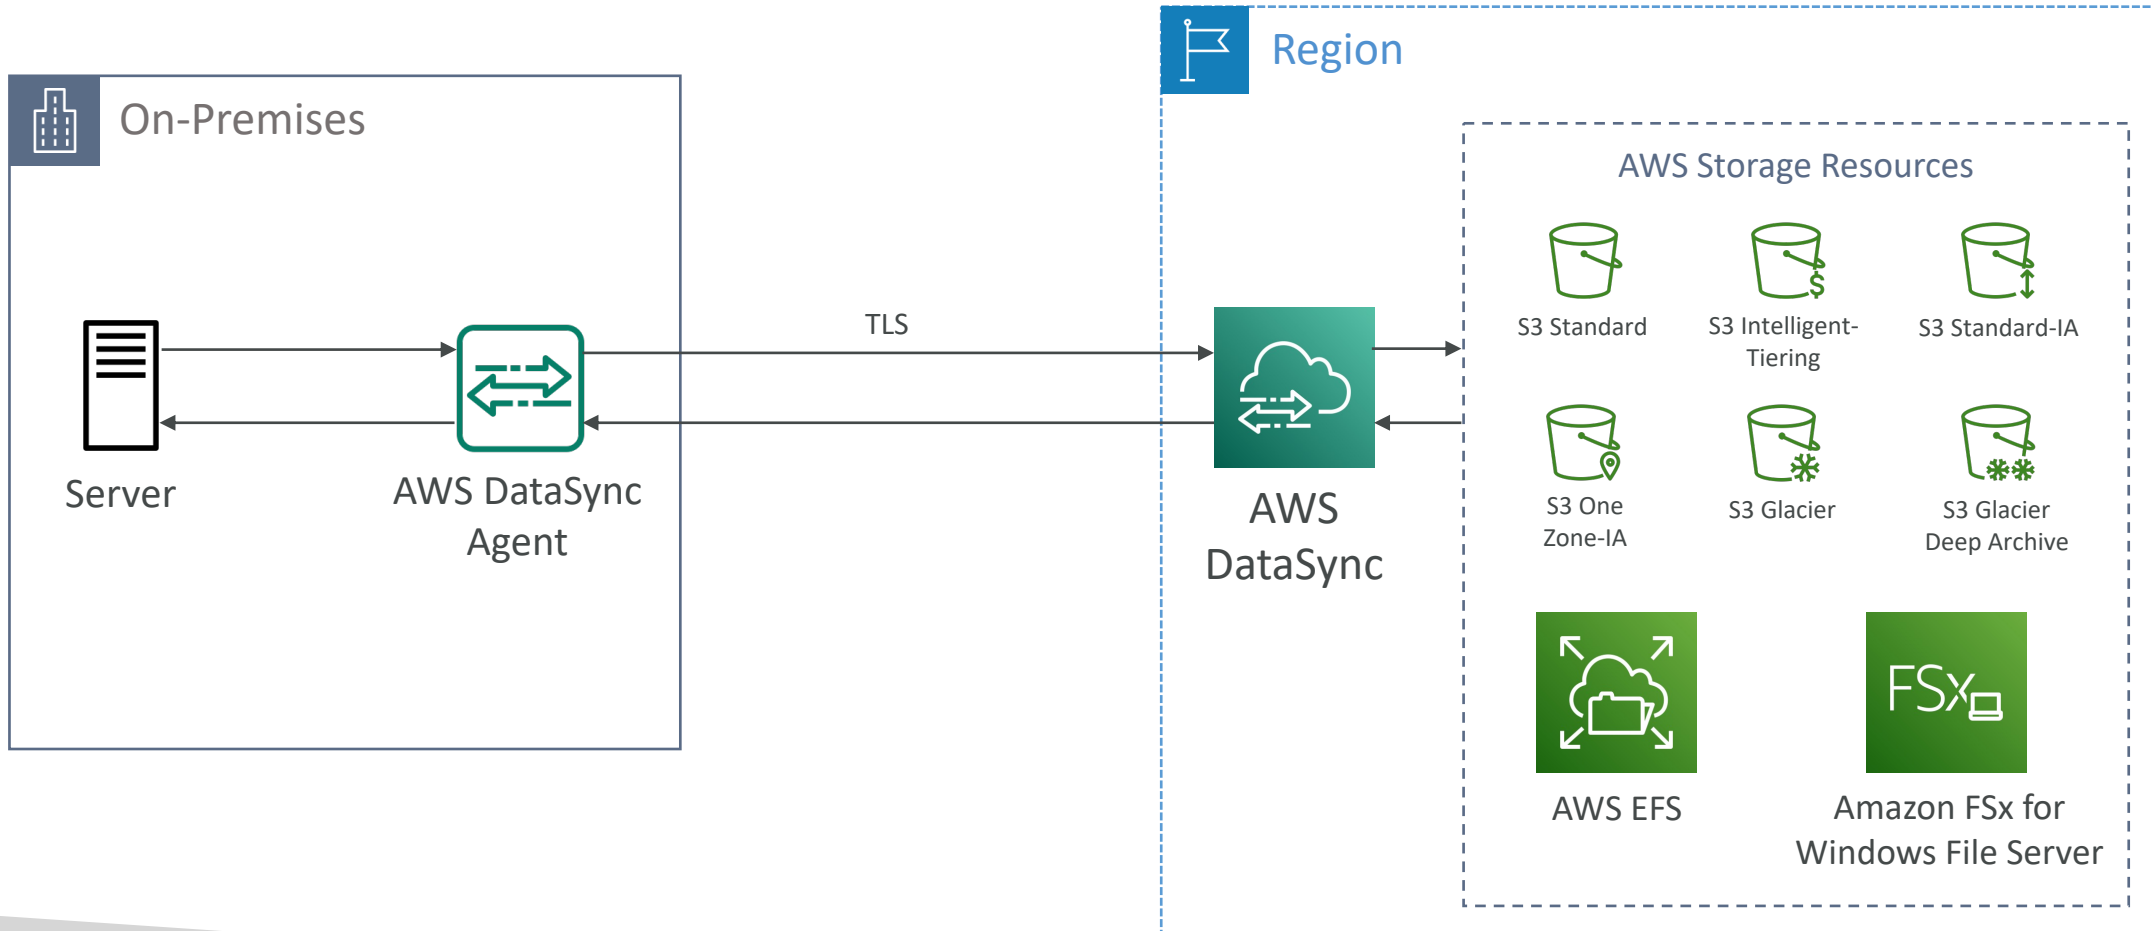 Region
On-Premises
AWS Storage Resources
TLS
S3 Standard
S3 Intelligent-
Tiering
S3 Standard-IA
$
Server
AWS DataSync
Agent
AWS
DataSync
S3 One
Zone-IA
S3 Glacier
S3 Glacier
Deep Archive
FSx
AWS EFS
Amazon FSx for
Windows File Server